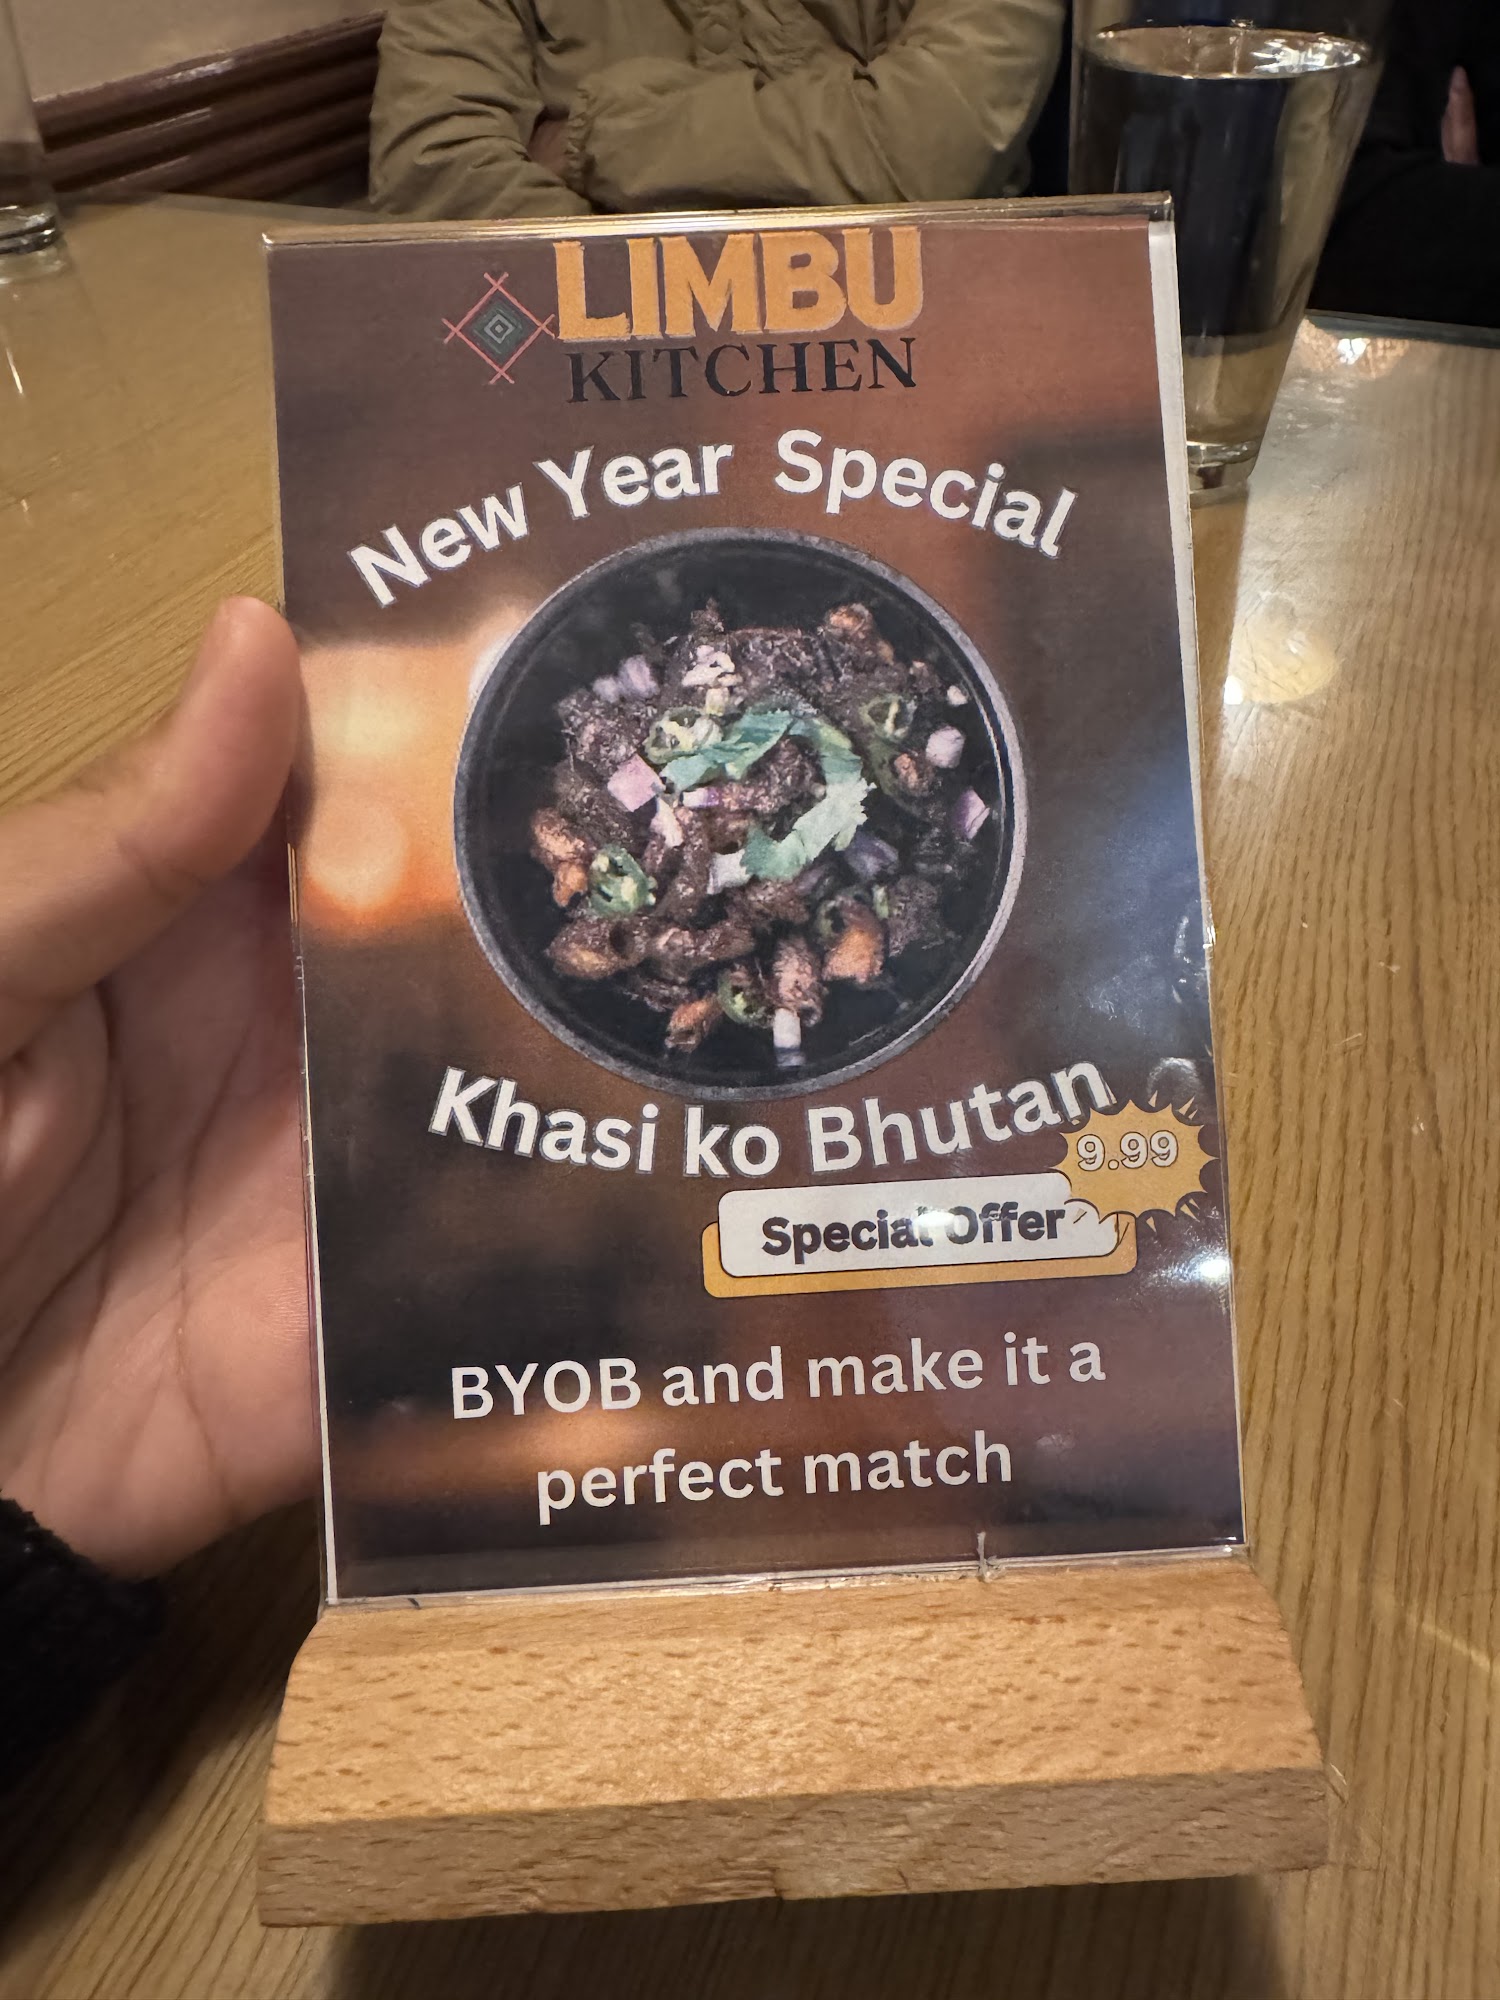 LIMBU
KITCHEN
New Year Special
Khasi ko Bhutan
9.99
Special Offer
BYOB and make it a
perfect match